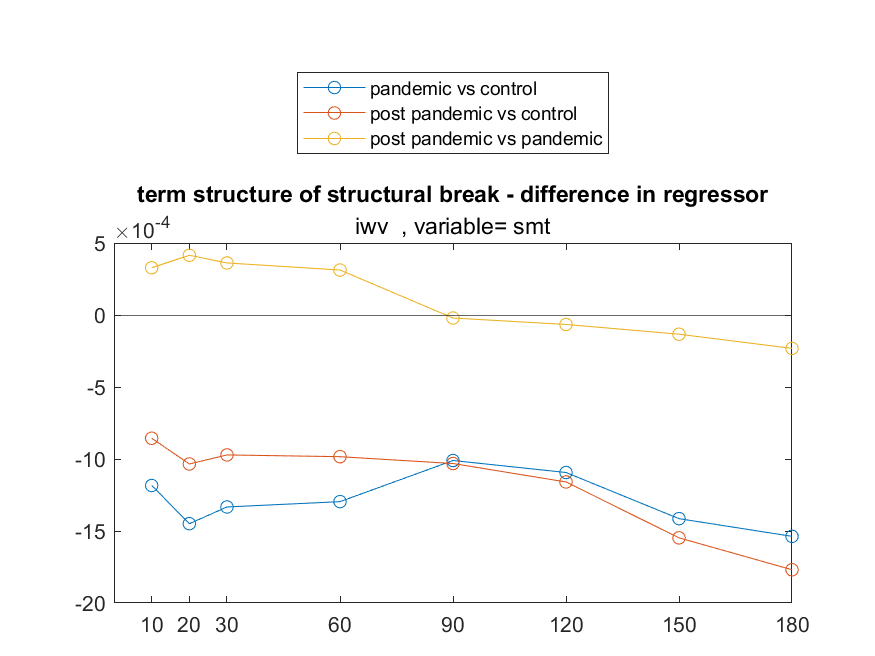 pandemic vs control
post pandemic vs control
post pandemic vs pandemic
term structure of structural break - difference in regressor
iwv , variable= smt
×10-4
5
0
-5
-10
-15
-20
10 20 30 60 90 120 150 180